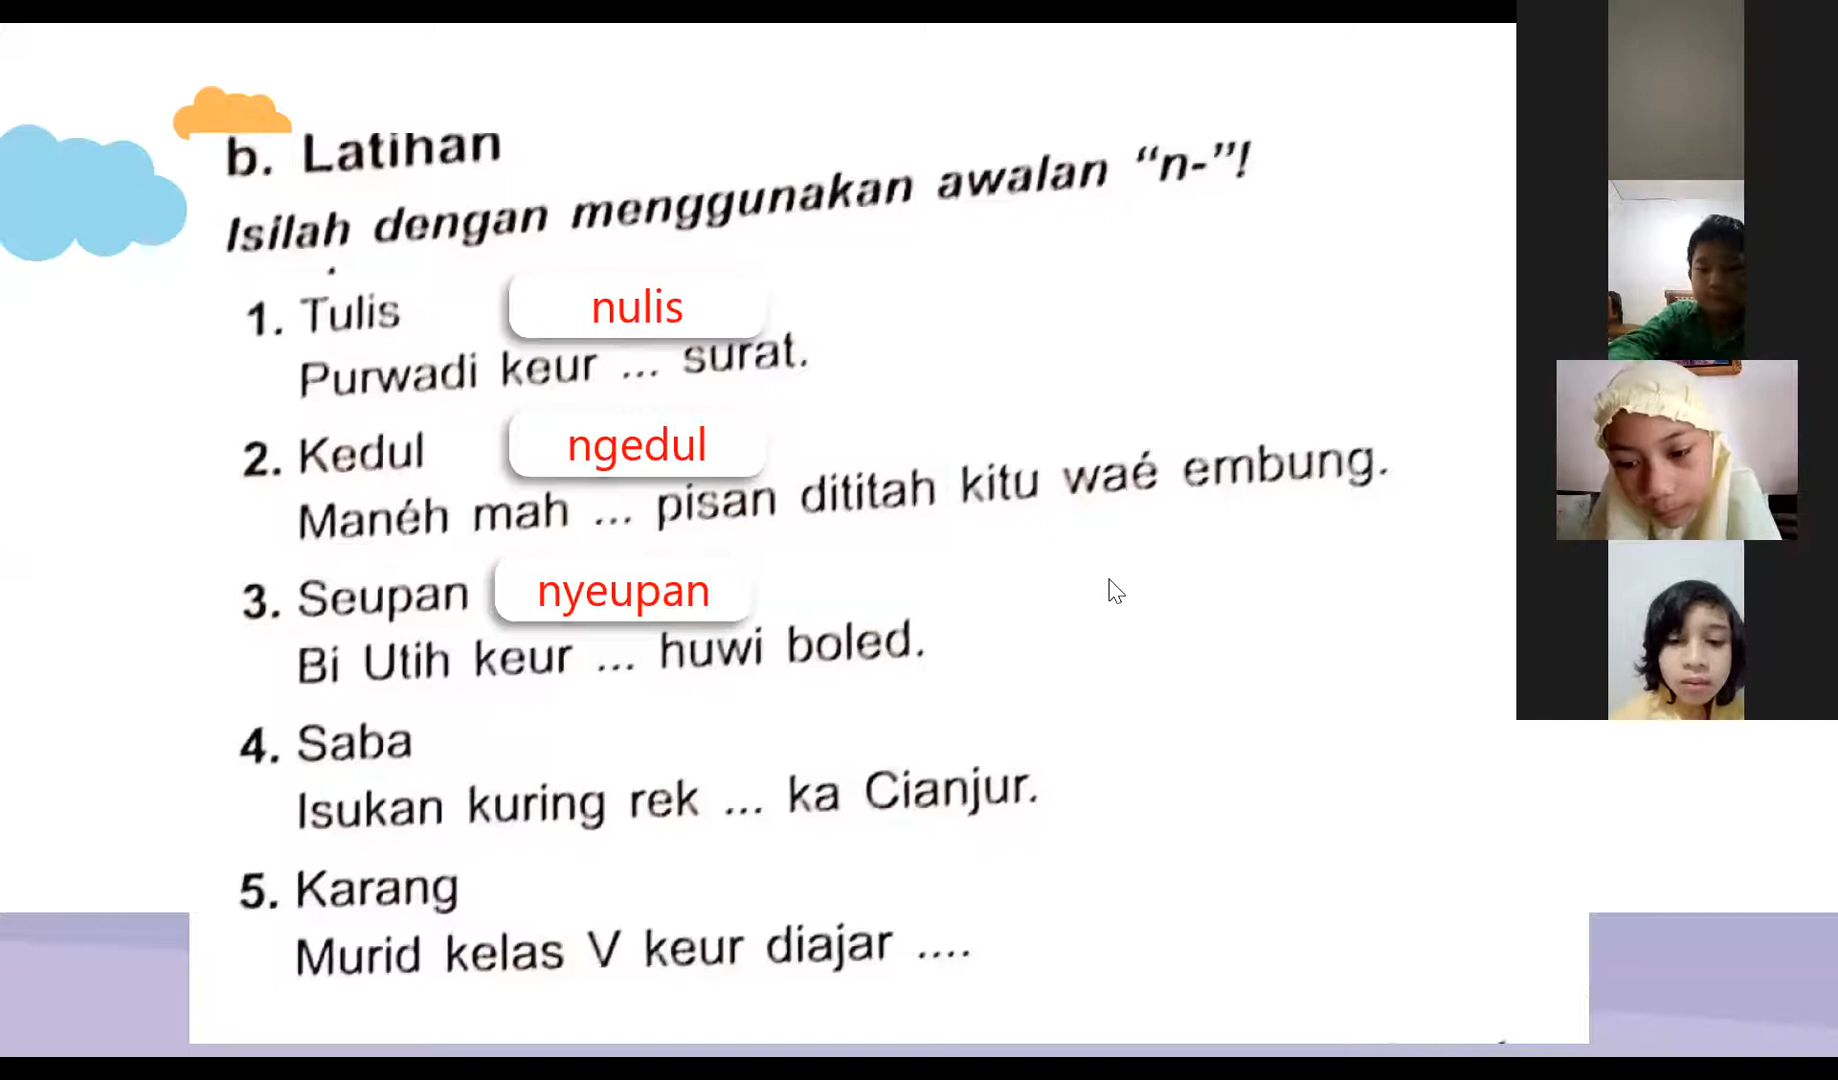 b. Latihan
Isilah dengan menggunakan awalan “n-”!
1. Tulis nulis
Purwadi keur ... surat.
2. Kedul ngedul
Manéh mah ... pisan dititah kitu waé embung.
3. Seupan nyeupan
Bi Utih keur ... huwi boled.
4. Saba
Isukan kuring rek ... ka Cianjur.
5. Karang
Murid kelas V keur diajar ....